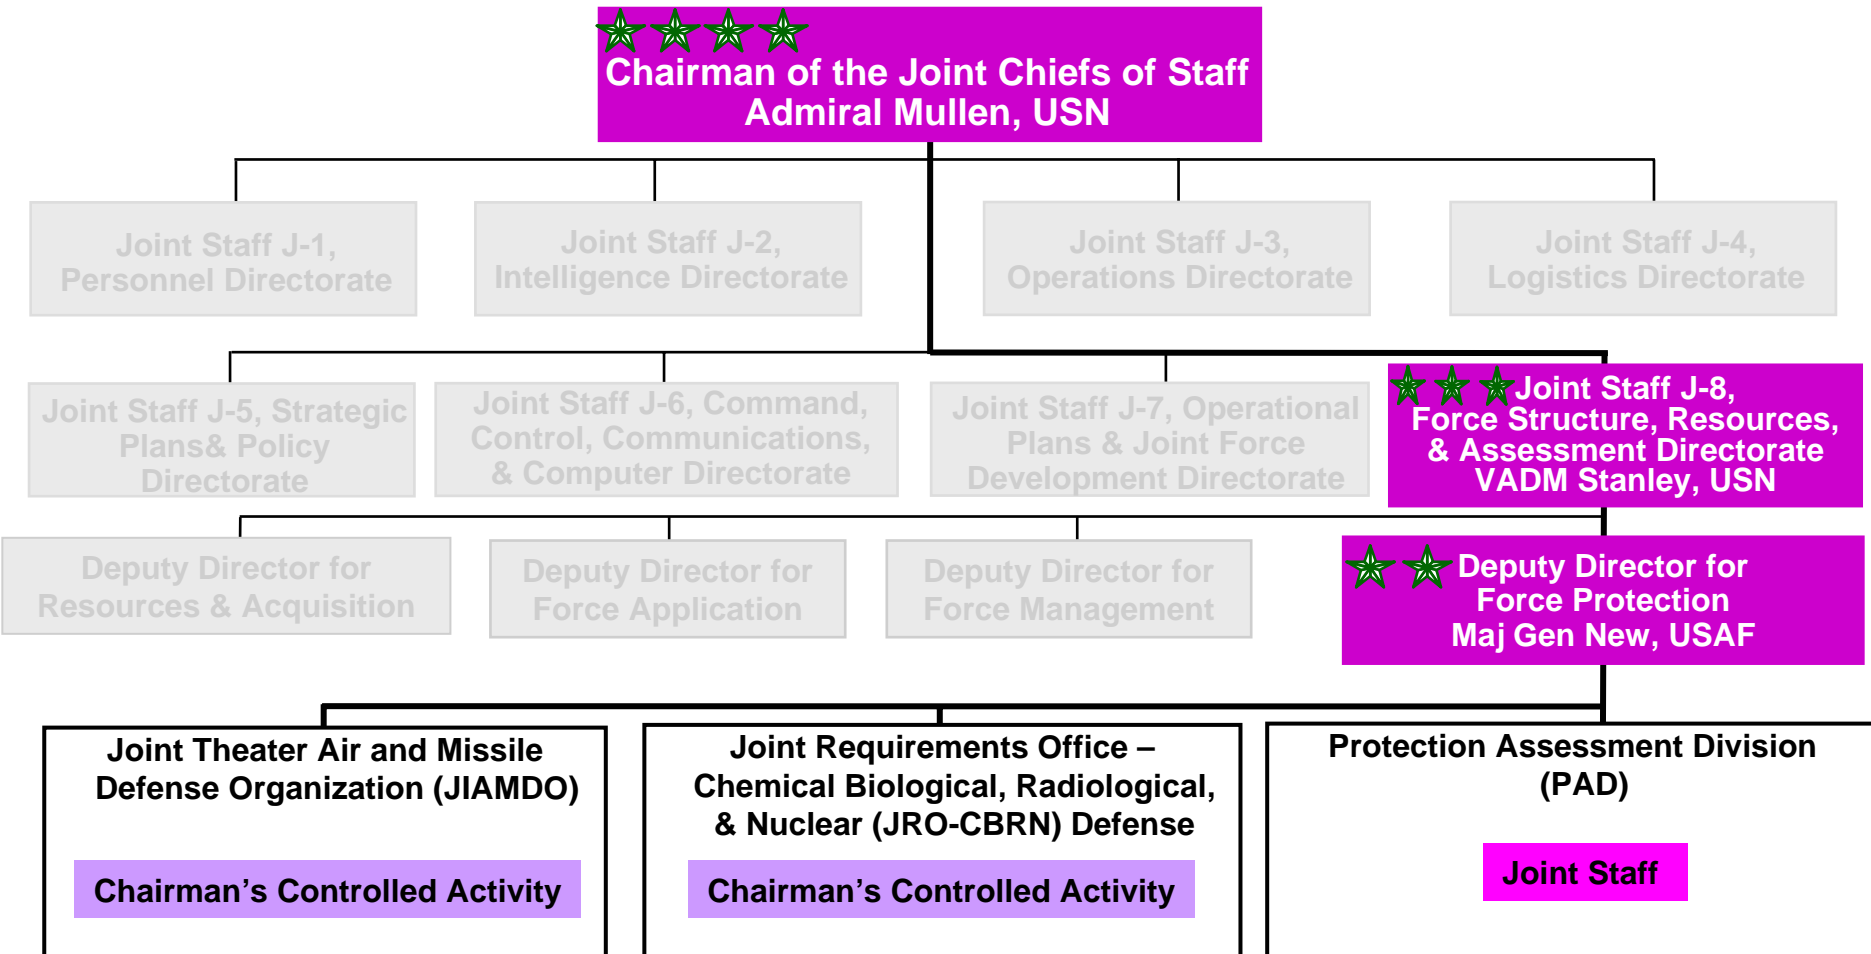 Chairman of the Joint Chiefs of Staff
Admiral Mullen, USN
Joint Staff J-1,
Personnel Directorate
Joint Staff J-2,
Intelligence Directorate
Joint Staff J-3,
Operations Directorate
Joint Staff J-4,
Logistics Directorate
Joint Staff J-5, Strategic
Plans& Policy
Directorate
Joint Staff J-6, Command,
Control, Communications,
& Computer Directorate
Joint Staff J-7, Operational
Plans & Joint Force
Development Directorate
Joint Staff J-8,
Force Structure, Resources,
& Assessment Directorate
VADM Stanley, USN
Deputy Director for
Resources & Acquisition
Deputy Director for
Force Application
Deputy Director for
Force Management
Deputy Director for
Force Protection
Maj Gen New, USAF
Joint Theater Air and Missile
Defense Organization (JIAMDO)
Chairman’s Controlled Activity
Joint Requirements Office –
Chemical Biological, Radiological,
& Nuclear (JRO-CBRN) Defense
Chairman’s Controlled Activity
Protection Assessment Division
(PAD)
Joint Staff